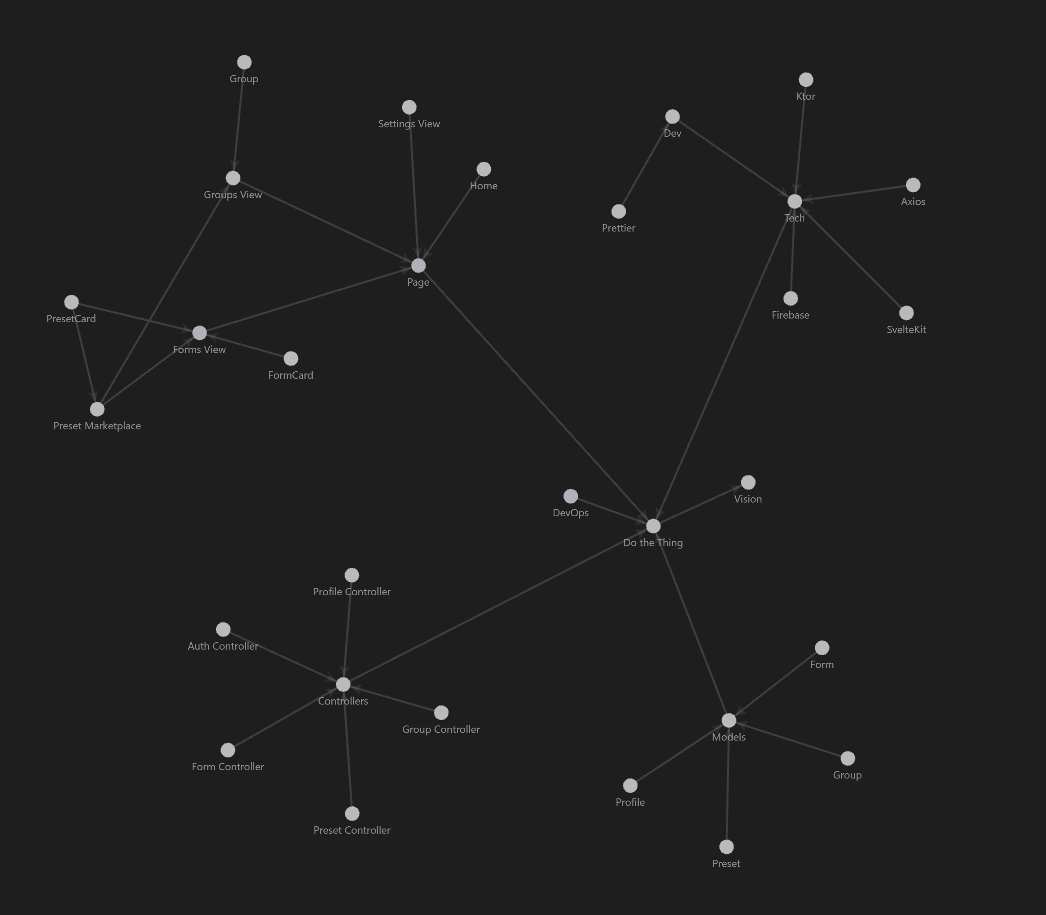 Group
Ktor
Settings View
Dev
Home
Groups View
Axios
Tech
Prettier
Page
PresetCard
Firebase
SvelteKit
Forms View
FormCard
Preset Marketplace
Vision
DevOps
Do the Thing
Profile Controller
Auth Controller
Form
Controllers
Group Controller
Models
Form Controller
Group
Profile
Preset Controller
Preset